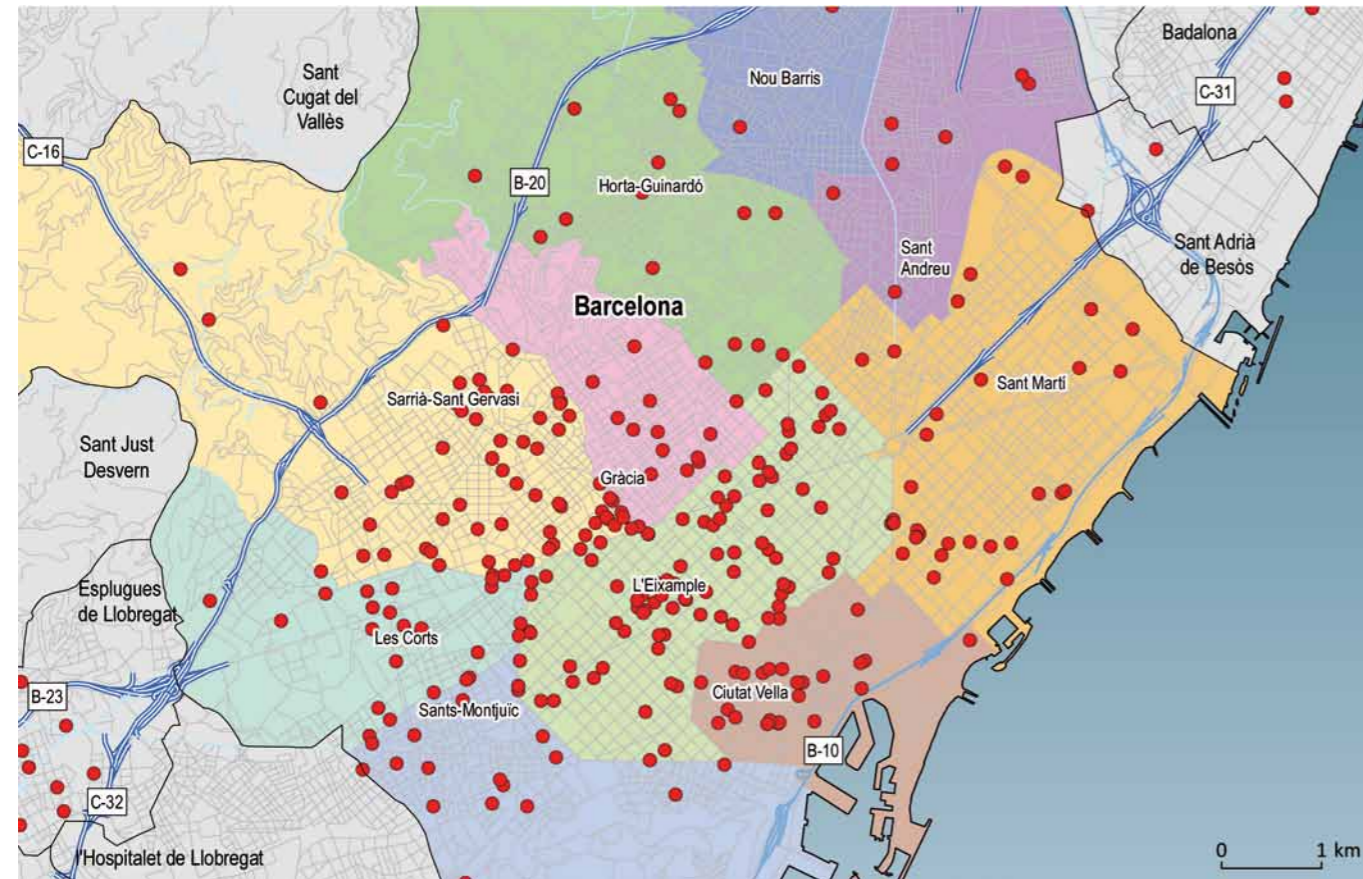 Badalona
Sant
Cugat del
Vallès
Nou Barris
C-31
C-16
B-20
Horta-Guinardó
Sant
Andreu
Sant Adrià
de Besòs
Barcelona
Sant Martí
Sarrià-Sant Gervasi
Sant Just
Desvern
Gràcia
L'Eixample
Esplugues
de Llobregat
Les Corts
B-23
Ciutat Vella
Sants-Montjuïc
B-10
C-32
l'Hospitalet de Llobregat
0 1 km